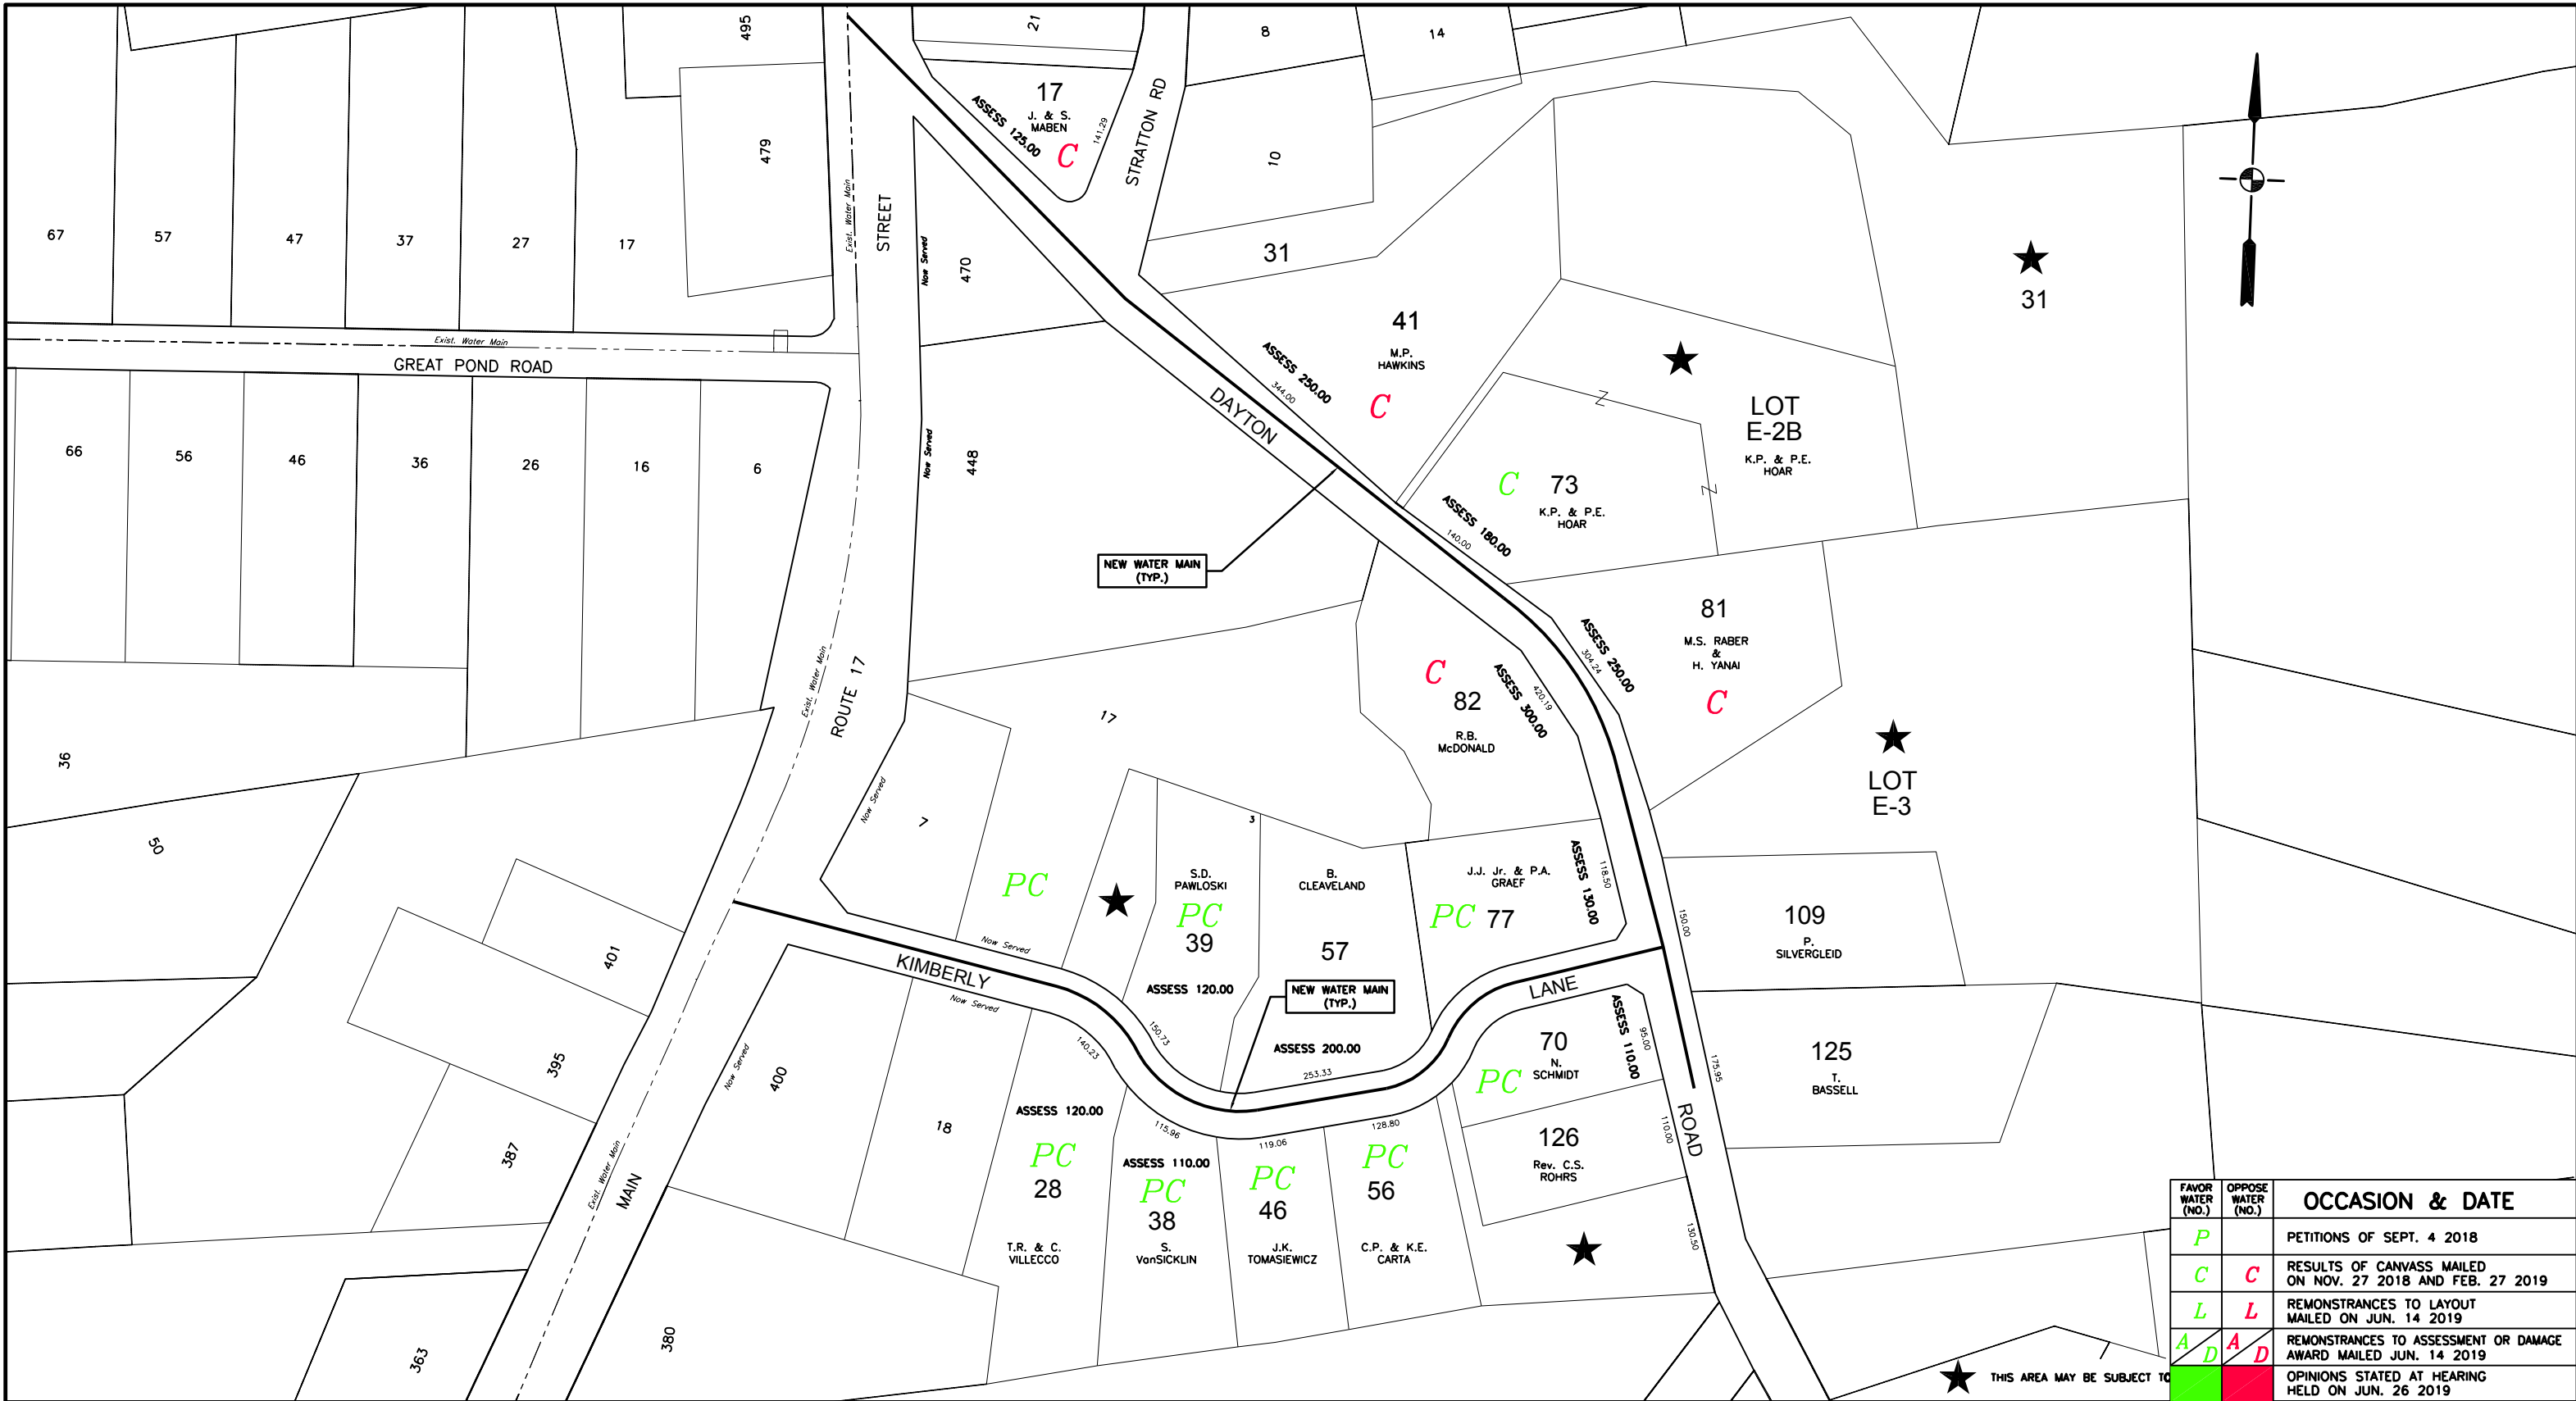 495
21
8
14
479
17
J. & S.
MABEN
ASSESS 125.00
C
141.29
STRATTON RD
10
67
57
47
37
27
17
Exist. Water Main
STREET
Now Served
470
31
31
41
M.P.
HAWKINS
ASSESS 250.00
344.00
C
Exist. Water Main
GREAT POND ROAD
DAYTON
LOT
E-2B
K.P. & P.E.
HOAR
66
56
46
36
26
16
6
Now Served
448
C
73
K.P. & P.E.
HOAR
ASSESS 180.00
140.00
NEW WATER MAIN
(TYP.)
81
M.S. RABER
&
H. YANAI
C
ASSESS 250.00
304.24
C
82
R.B.
McDONALD
ASSESS 300.00
420.19
Exist. Water Main
ROUTE 17
17
36
LOT
E-3
50
Now Served
7
3
PC
S.D.
PAWLOSKI
PC
39
ASSESS 120.00
B.
CLEAVELAND
57
J.J. Jr. & P.A.
GRAEF
PC 77
ASSESS 130.00
118.50
150.00
109
P.
SILVERGLEID
401
Now Served
KIMBERLY
Now Served
NEW WATER MAIN
(TYP.)
LANE
150.73
140.23
ASSESS 200.00
253.33
70
N.
SCHMIDT
PC
ASSESS 110.00
95.00
125
T.
BASSELL
175.95
395
Now Served
400
18
ASSESS 120.00
PC
28
T.R. & C.
VILLECCO
115.96
ASSESS 110.00
PC
38
S.
VanSICKLIN
119.06
PC
46
J.K.
TOMASIEWICZ
128.80
PC
56
C.P. & K.E.
CARTA
126
Rev. C.S.
ROHRS
110.00
ROAD
130.50
387
Exist. Water Main
MAIN
363
380
THIS AREA MAY BE SUBJECT TO
FAVOR
WATER
(NO.)
OPPOSE
WATER
(NO.)
OCCASION & DATE
P
PETITIONS OF SEPT. 4 2018
C
C
RESULTS OF CANVASS MAILED
ON NOV. 27 2018 AND FEB. 27 2019
L
L
REMONSTRANCES TO LAYOUT
MAILED ON JUN. 14 2019
A D
A D
REMONSTRANCES TO ASSESSMENT OR DAMAGE
AWARD MAILED JUN. 14 2019
OPINIONS STATED AT HEARING
HELD ON JUN. 26 2019